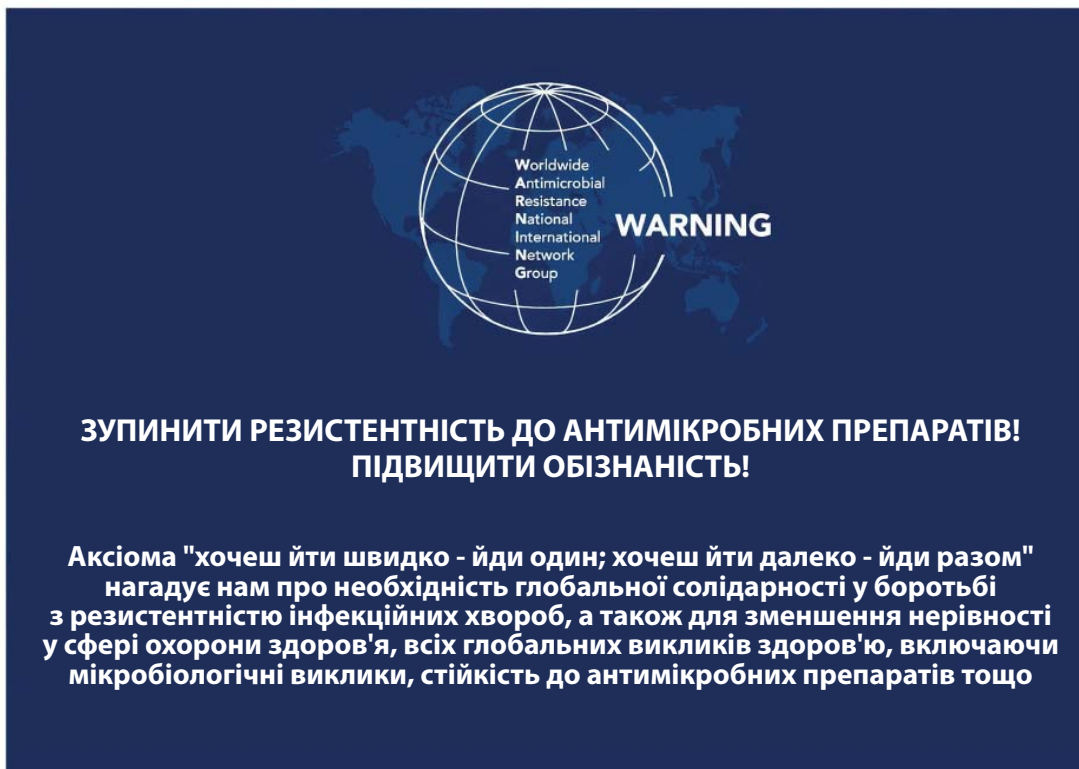 Worldwide
Antimicrobial
Resistance
National
International
Network
Group
WARNING
ЗУПИНИТИ РЕЗИСТЕНТНІСТЬ ДО АНТИМІКРОБНИХ ПРЕПАРАТІВ!
ПІДВИЩИТИ ОБІЗНАНІСТЬ!
Аксіома "хочеш йти швидко - йди один; хочеш йти далеко - йди разом"
нагадує нам про необхідність глобальної солідарності у боротьбі
з резистентністю інфекційних хвороб, а також для зменшення нерівності
у сфері охорони здоров'я, всіх глобальних викликів здоров'ю, включаючи
мікробіологічні виклики, стійкість до антимікробних препаратів тощо